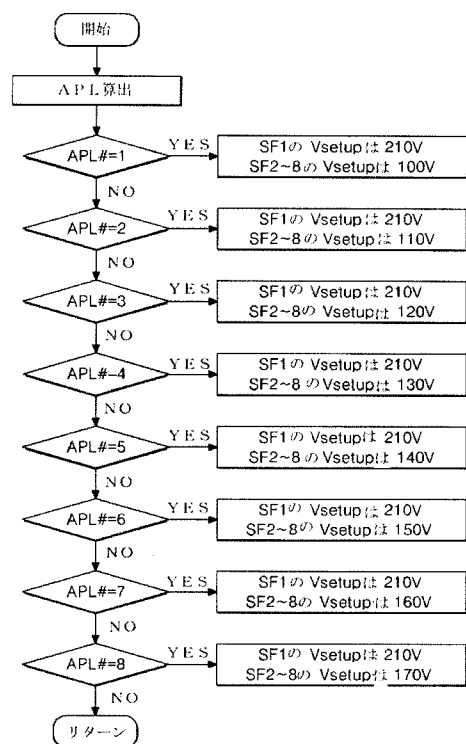 開始
APL算出
APL#=1
YES
SF1の Vsetupは 210V
SF2~8の Vsetupは 100V
NO
APL#=2
YES
SF1の Vsetupは 210V
SF2~8の Vsetupは 110V
NO
APL#=3
YES
SF1の Vsetupは 210V
SF2~8の Vsetupは 120V
NO
APL#=4
YES
SF1の Vsetupは 210V
SF2~8の Vsetupは 130V
NO
APL#=5
YES
SF1の Vsetupは 210V
SF2~8の Vsetupは 140V
NO
APL#=6
YES
SF1の Vsetupは 210V
SF2~8の Vsetupは 150V
NO
APL#=7
YES
SF1の Vsetupは 210V
SF2~8の Vsetupは 160V
NO
APL#=8
YES
SF1の Vsetupは 210V
SF2~8の Vsetupは 170V
NO
リターン